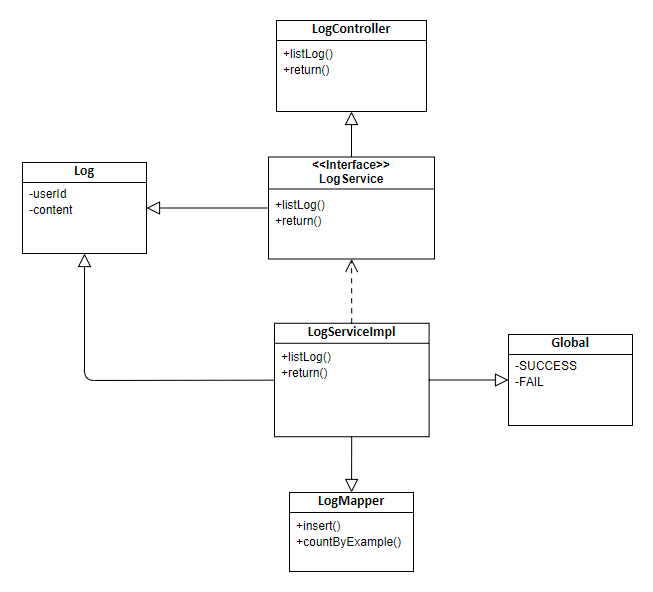 LogController
+listLog()
+return()
<<Interface>>
LogService
+listLog()
+return()
Log
-userId
-content
LogServiceImpl
+listLog()
+return()
Global
-SUCCESS
-FAIL
LogMapper
+insert()
+countByExample()